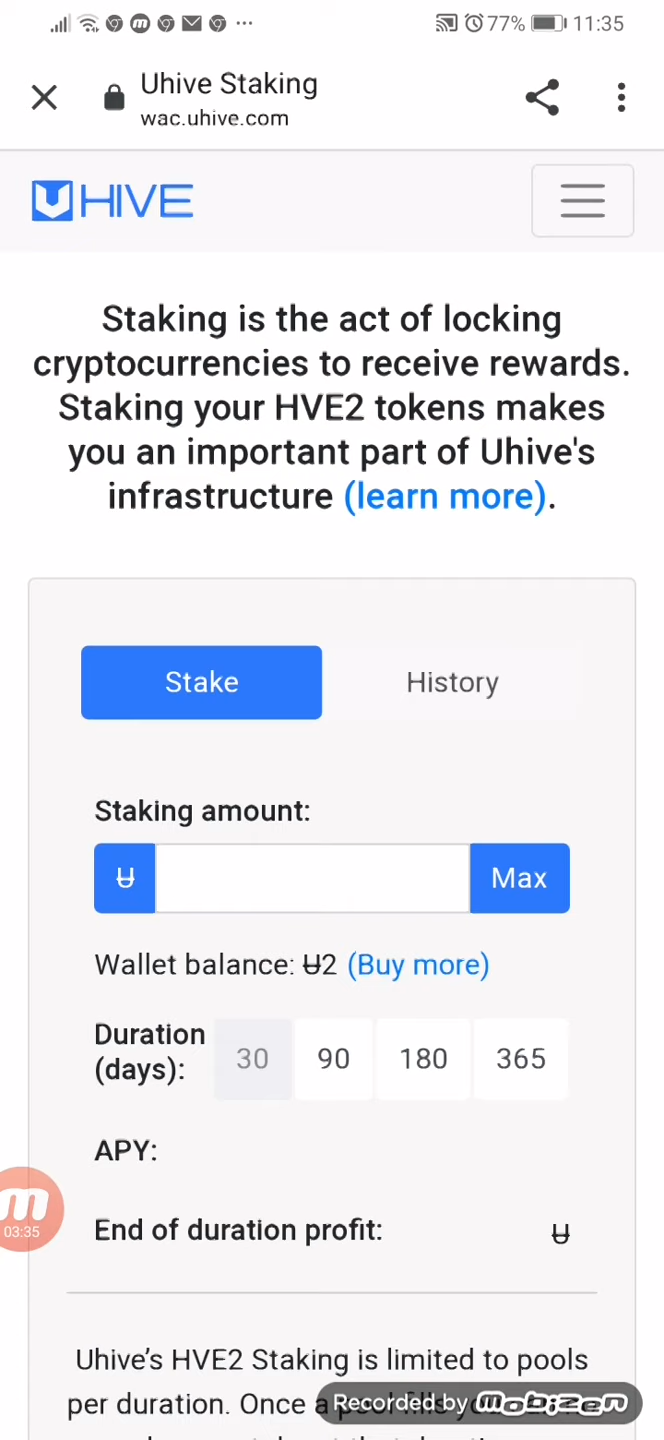 77% 11:35
Uhive Staking
wac.uhive.com
UHIVE
Staking is the act of locking
cryptocurrencies to receive rewards.
Staking your HVE2 tokens makes
you an important part of Uhive's
infrastructure (learn more).
Stake History
Staking amount:
Ʉ Max
Wallet balance: Ʉ2 (Buy more)
Duration
(days): 30 90 180 365
APY:
m
03:35
End of duration profit: Ʉ
Uhive’s HVE2 Staking is limited to pools
per duration. Once a pool fills
Recorded by mobizen